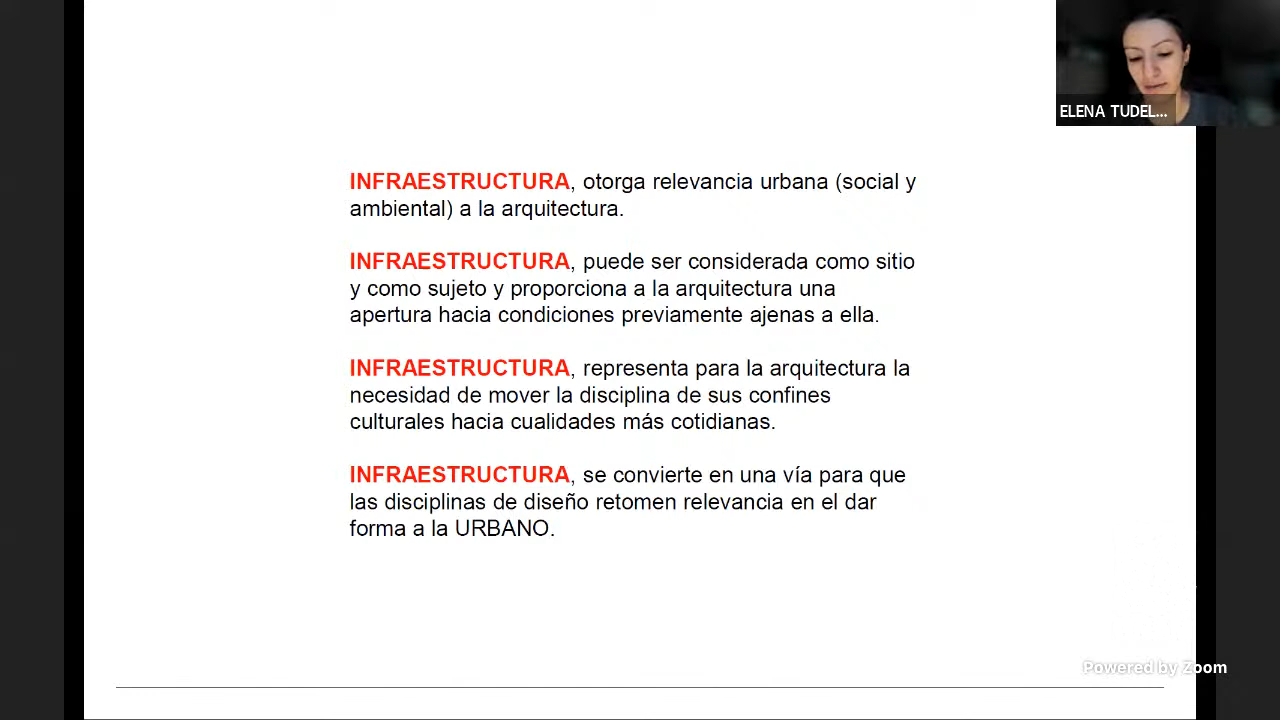 ELENA TUDEL...
INFRAESTRUCTURA, otorga relevancia urbana (social y
ambiental) a la arquitectura.
INFRAESTRUCTURA, puede ser considerada como sitio
y como sujeto y proporciona a la arquitectura una
apertura hacia condiciones previamente ajenas a ella.
INFRAESTRUCTURA, representa para la arquitectura la
necesidad de mover la disciplina de sus confines
culturales hacia cualidades más cotidianas.
INFRAESTRUCTURA, se convierte en una vía para que
las disciplinas de diseño retomen relevancia en el dar
forma a la URBANO.
Powered by Zoom